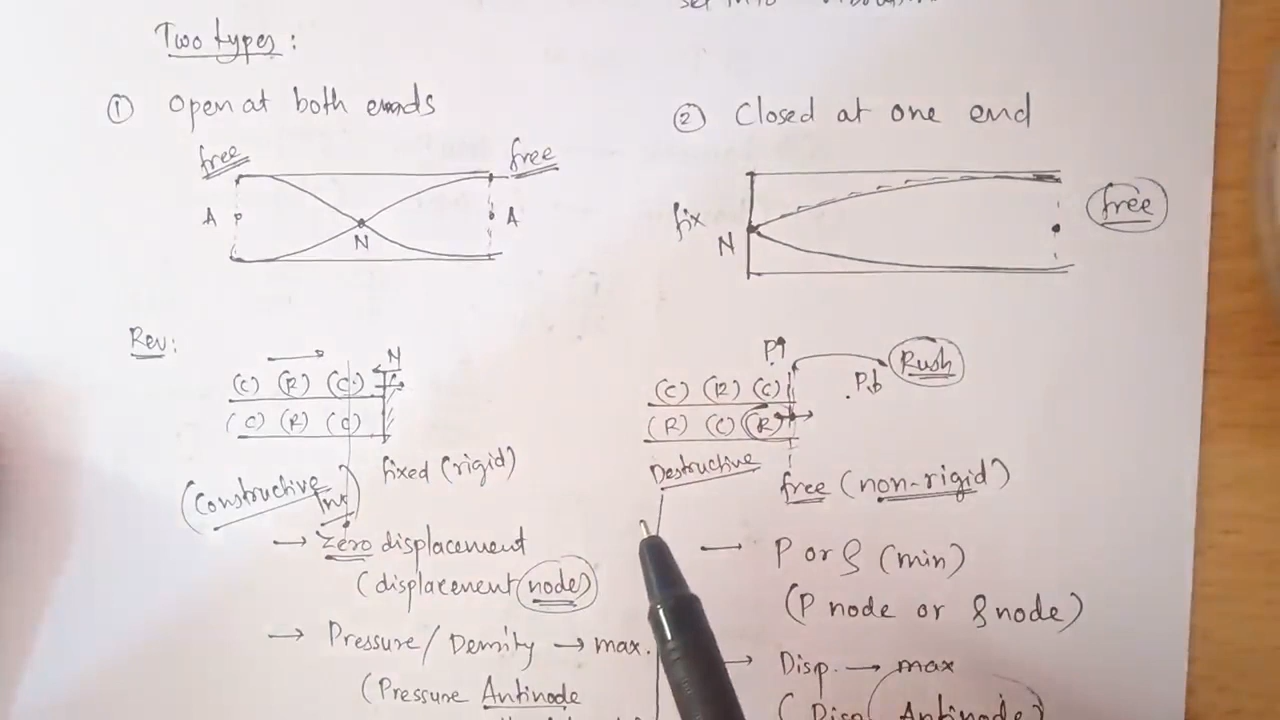 Two types:
① Open at both ends
free
free
A
A
N
② Closed at one end
fix
N
free
Rev:
N
(C) (R) (C)
(C) (R) (C)
fixed (rigid)
(Constructive Int)
→ Zero displacement
(displacement node)
→ Pressure / Density → max.
(Pressure Antinode
P↑
Rush
P.b
(C) (R) (C)
(R) (C) (R)
Destructive
free (non-rigid)
→ P or ρ (min)
(P node or ρ node)
→ Disp. → max
(Disp. Antinode)